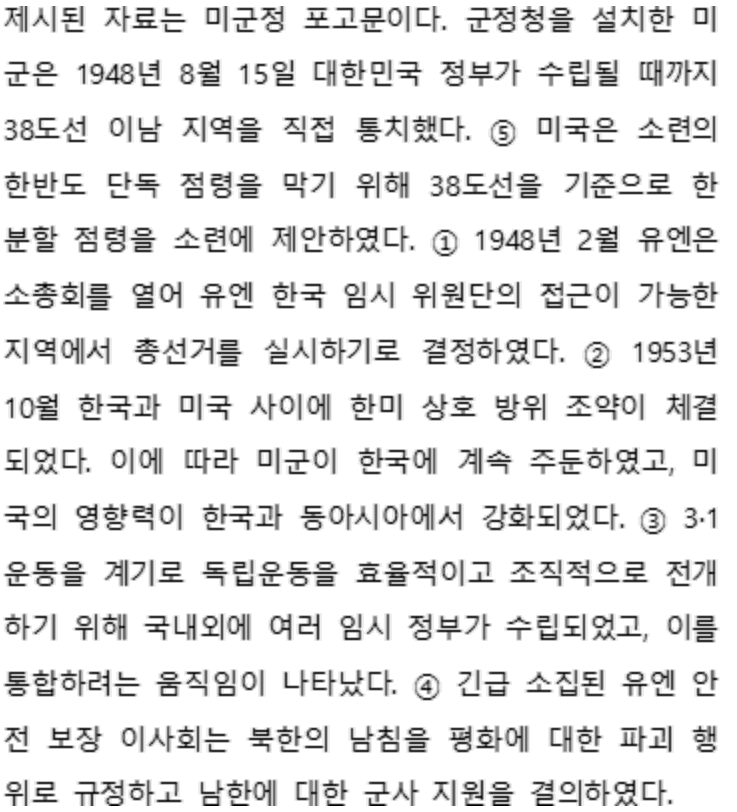 제시된 자료는 미군정 포고문이다. 군정청을 설치한 미
군은 1948년 8월 15일 대한민국 정부가 수립될 때까지
38도선 이남 지역을 직접 통치했다. ⑤ 미국은 소련의
한반도 단독 점령을 막기 위해 38도선을 기준으로 한
분할 점령을 소련에 제안하였다. ① 1948년 2월 유엔은
소총회를 열어 유엔 한국 임시 위원단의 접근이 가능한
지역에서 총선거를 실시하기로 결정하였다. ② 1953년
10월 한국과 미국 사이에 한미 상호 방위 조약이 체결
되었다. 이에 따라 미군이 한국에 계속 주둔하였고, 미
국의 영향력이 한국과 동아시아에서 강화되었다. ③ 3·1
운동을 계기로 독립운동을 효율적이고 조직적으로 전개
하기 위해 국내외에 여러 임시 정부가 수립되었고, 이를
통합하려는 움직임이 나타났다. ④ 긴급 소집된 유엔 안
전 보장 이사회는 북한의 남침을 평화에 대한 파괴 행
위로 규정하고 남한에 대한 군사 지원을 결의하였다.